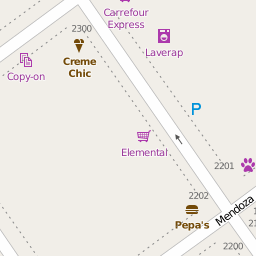 Carrefour
Express
2300
Laverap
Creme
Chic
Copy-on
P
Elemental
2201
2202
Pepa's
Mendoza
2200